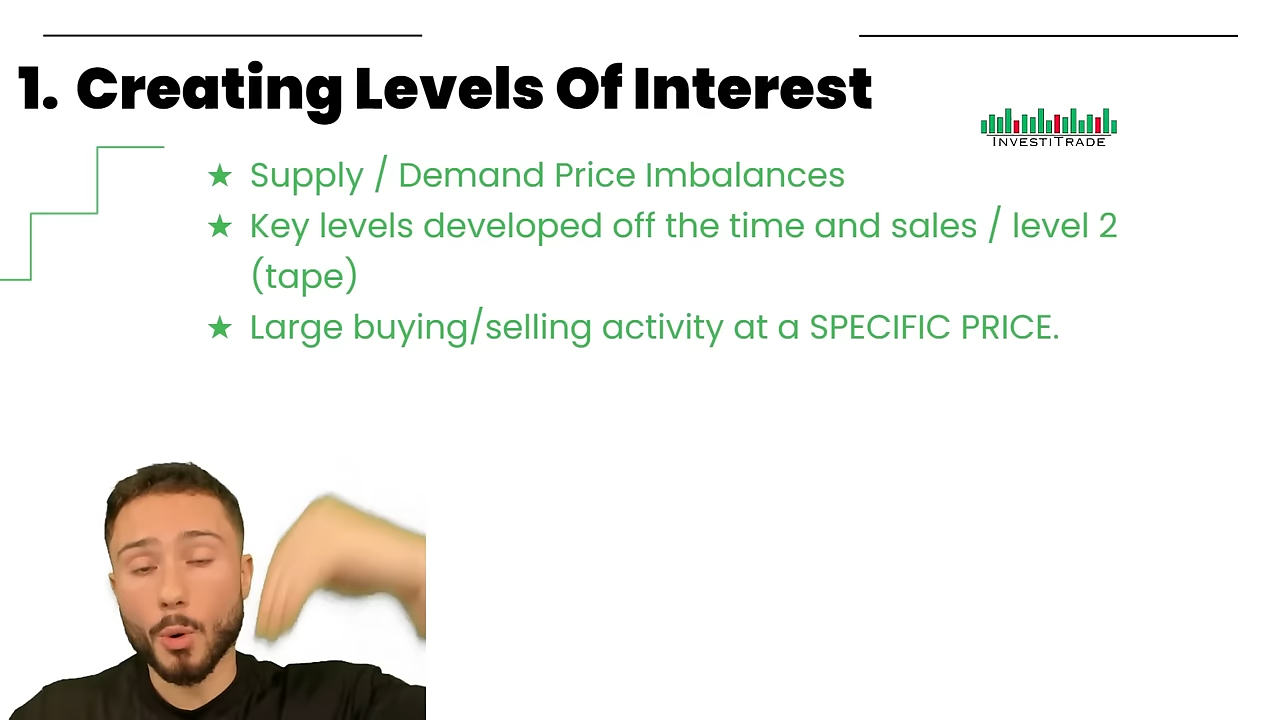 1. Creating Levels Of Interest
INVESTITRADE
★ Supply / Demand Price Imbalances
★ Key levels developed off the time and sales / level 2
(tape)
★ Large buying/selling activity at a SPECIFIC PRICE.